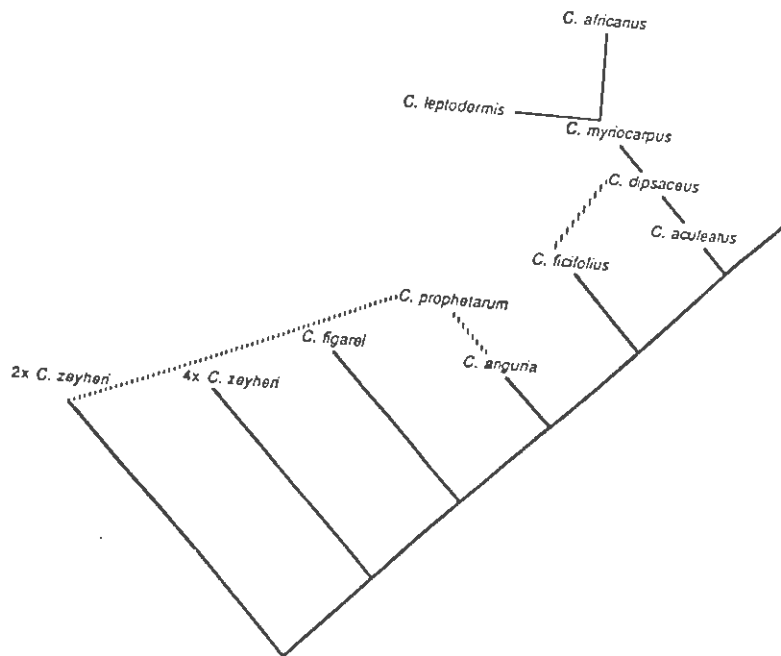 C. africanus
C. leptodermis
C. myriocarpus
C. dipsaceus
C. aculeatus
C. ficifolius
C. prophetarum
C. figarei
C. anguria
2x C. zeyheri
4x C. zeyheri